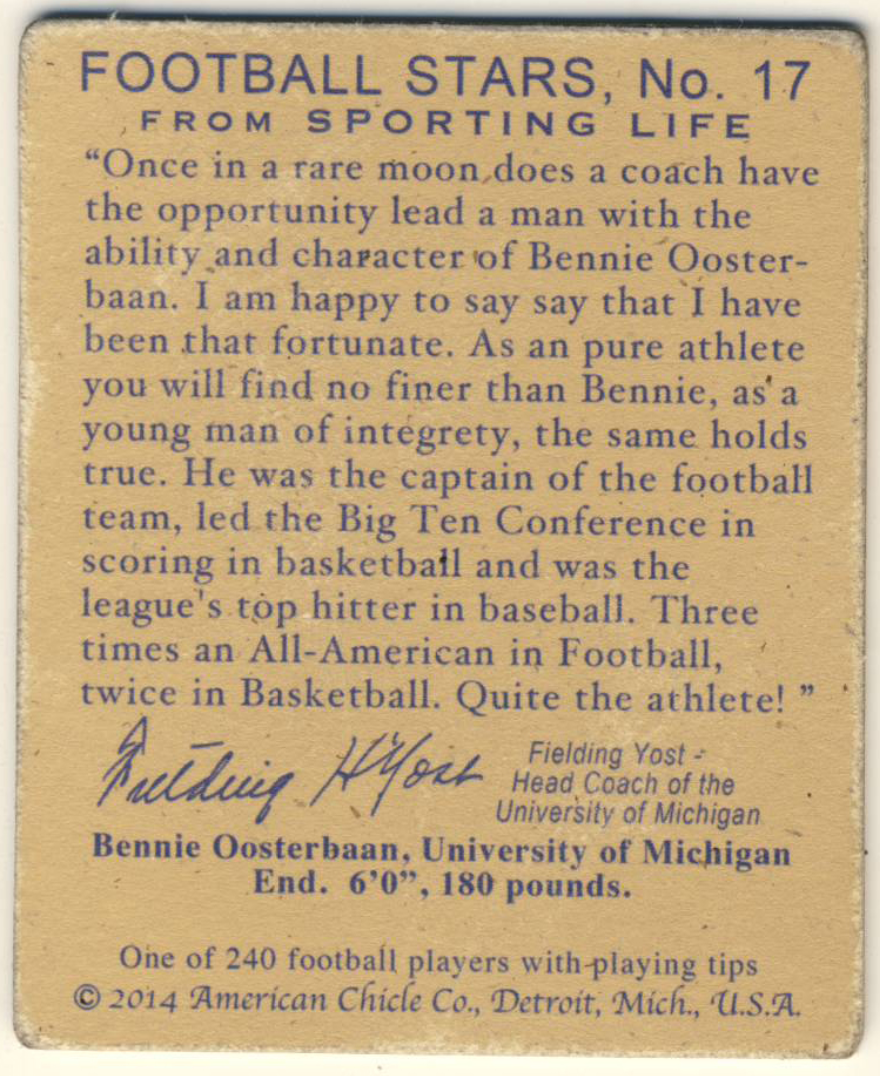 FOOTBALL STARS, No. 17
FROM SPORTING LIFE
“Once in a rare moon does a coach have
the opportunity lead a man with the
ability and character of Bennie Ooster-
baan. I am happy to say say that I have
been that fortunate. As an pure athlete
you will find no finer than Bennie, as a
young man of integrety, the same holds
true. He was the captain of the football
team, led the Big Ten Conference in
scoring in basketball and was the
league's top hitter in baseball. Three
times an All-American in Football,
twice in Basketball. Quite the athlete! ”
Fielding H Yost
Fielding Yost -
Head Coach of the
University of Michigan
Bennie Oosterbaan, University of Michigan
End. 6’0”, 180 pounds.
One of 240 football players with playing tips
© 2014 American Chicle Co., Detroit, Mich., U.S.A.